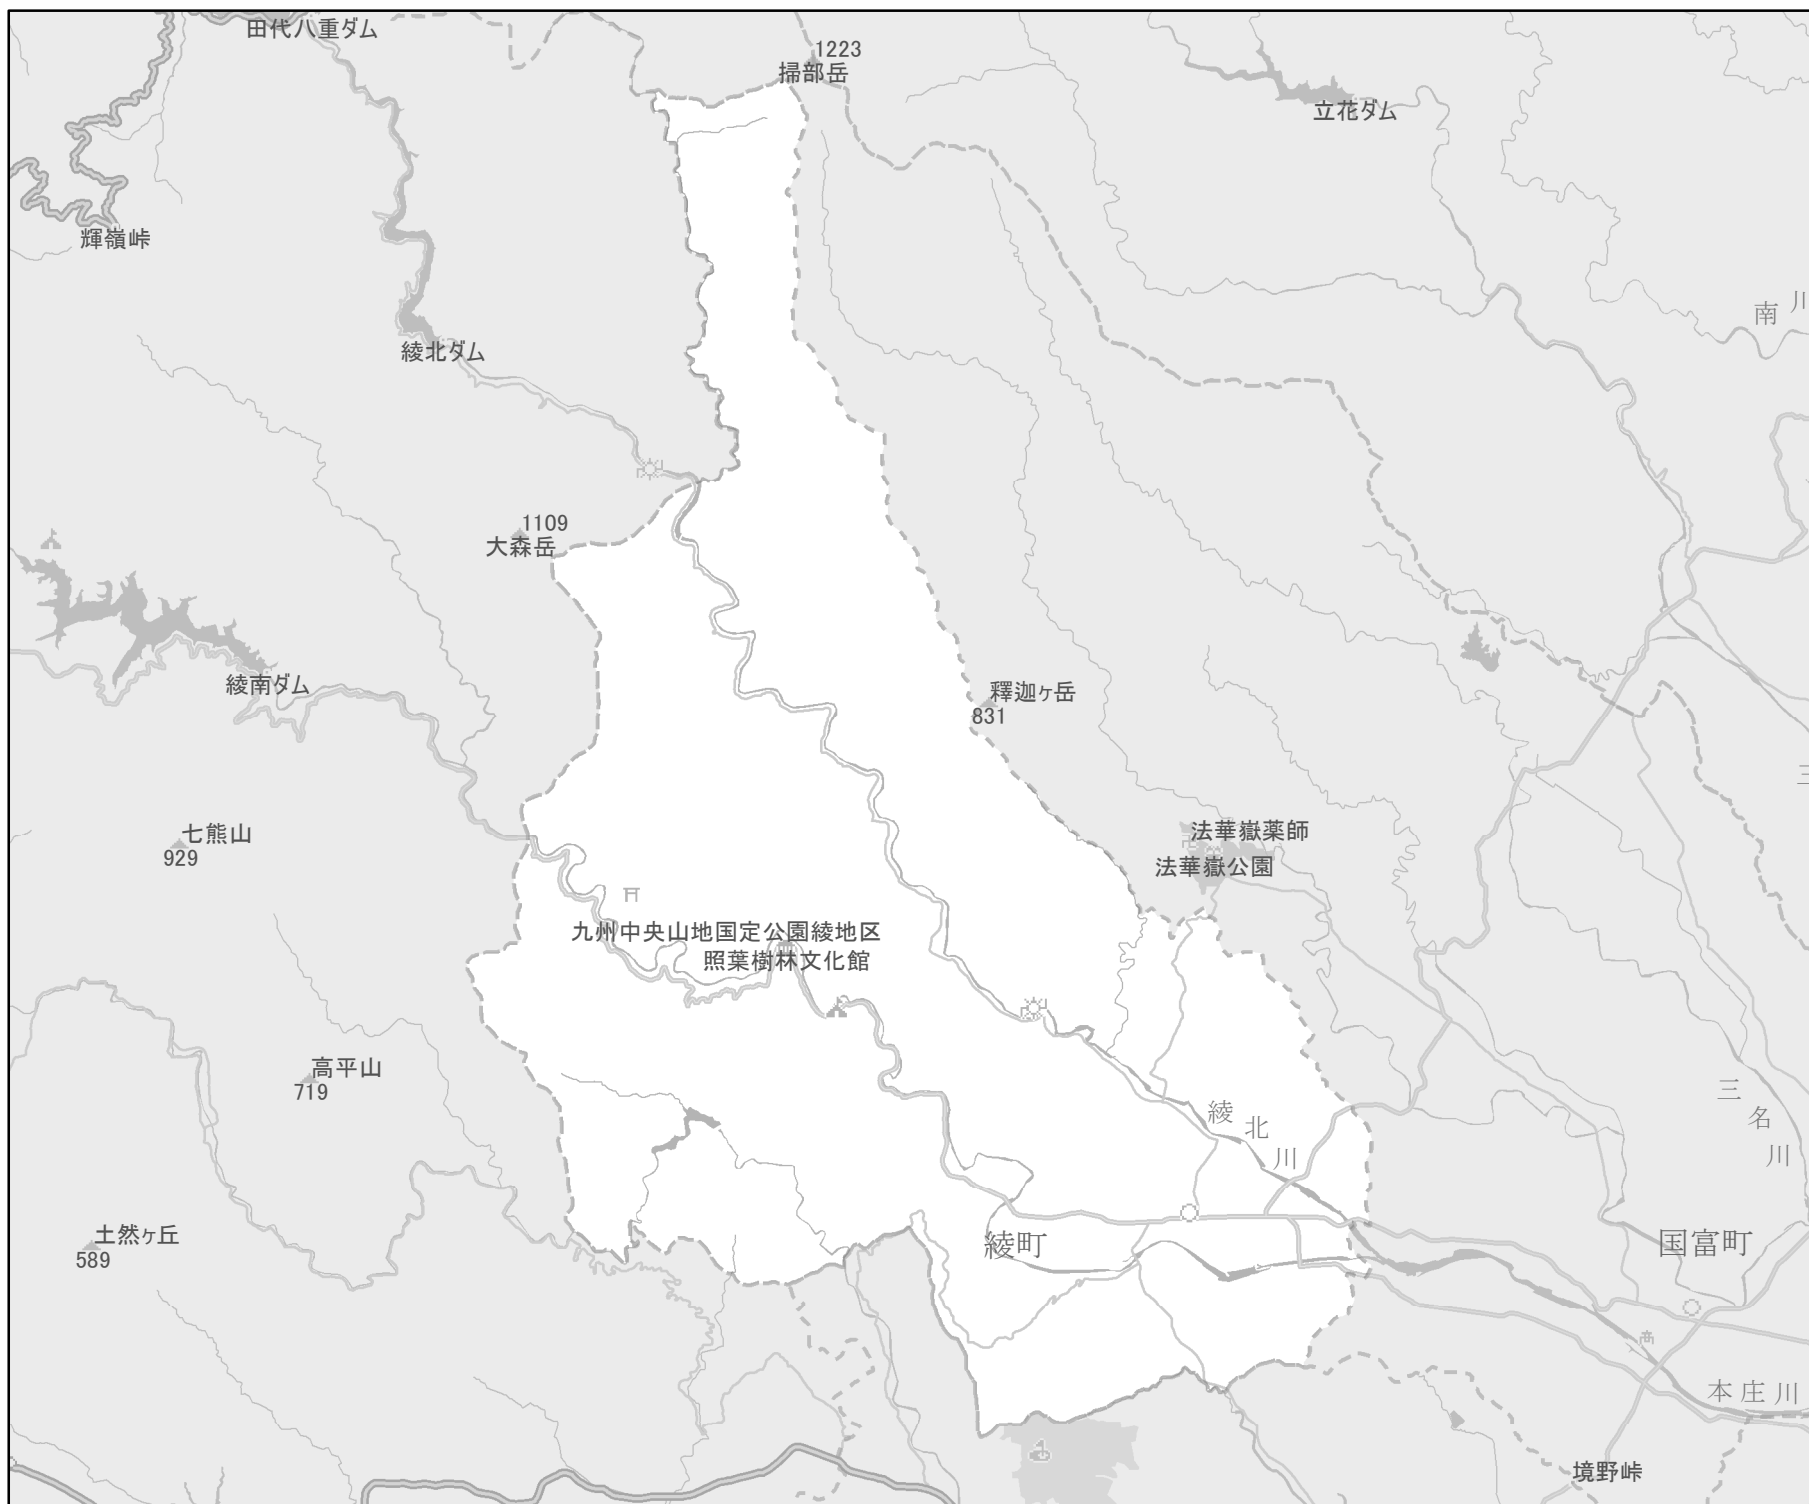 田代八重ダム
1223
掃部岳
立花ダム
輝嶺峠
南川
綾北ダム
1109
大森岳
綾南ダム
釋迦ヶ岳
831
三
七熊山
929
法華嶽薬師
法華嶽公園
九州中央山地国定公園綾地区
照葉樹林文化館
高平山
719
綾北川
三名川
土然ヶ丘
589
綾町
国富町
本庄川
境野峠